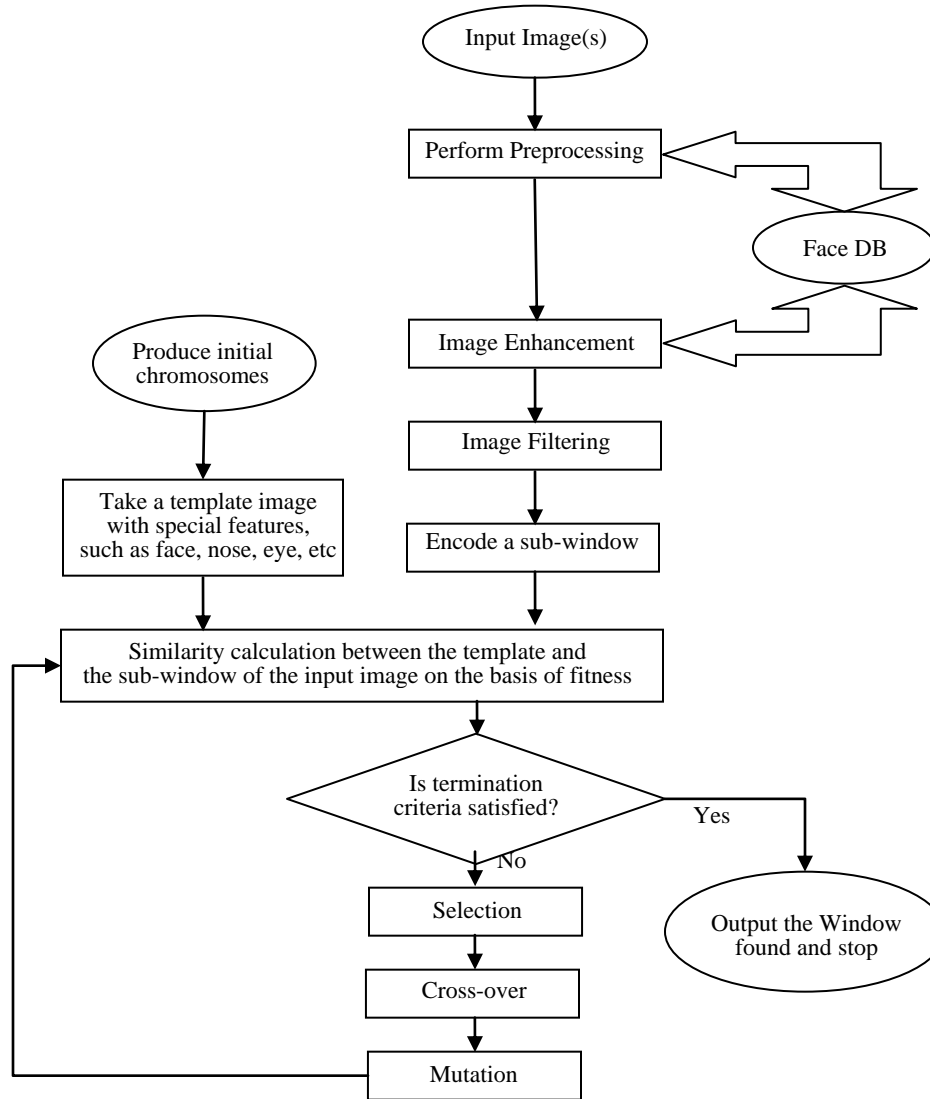 Input Image(s)
Perform Preprocessing
Face DB
Image Enhancement
Produce initial
chromosomes
Image Filtering
Take a template image
with special features,
such as face, nose, eye, etc
Encode a sub-window
Similarity calculation between the template and
the sub-window of the input image on the basis of fitness
Is termination
criteria satisfied?
Yes
No
Selection
Output the Window
found and stop
Cross-over
Mutation